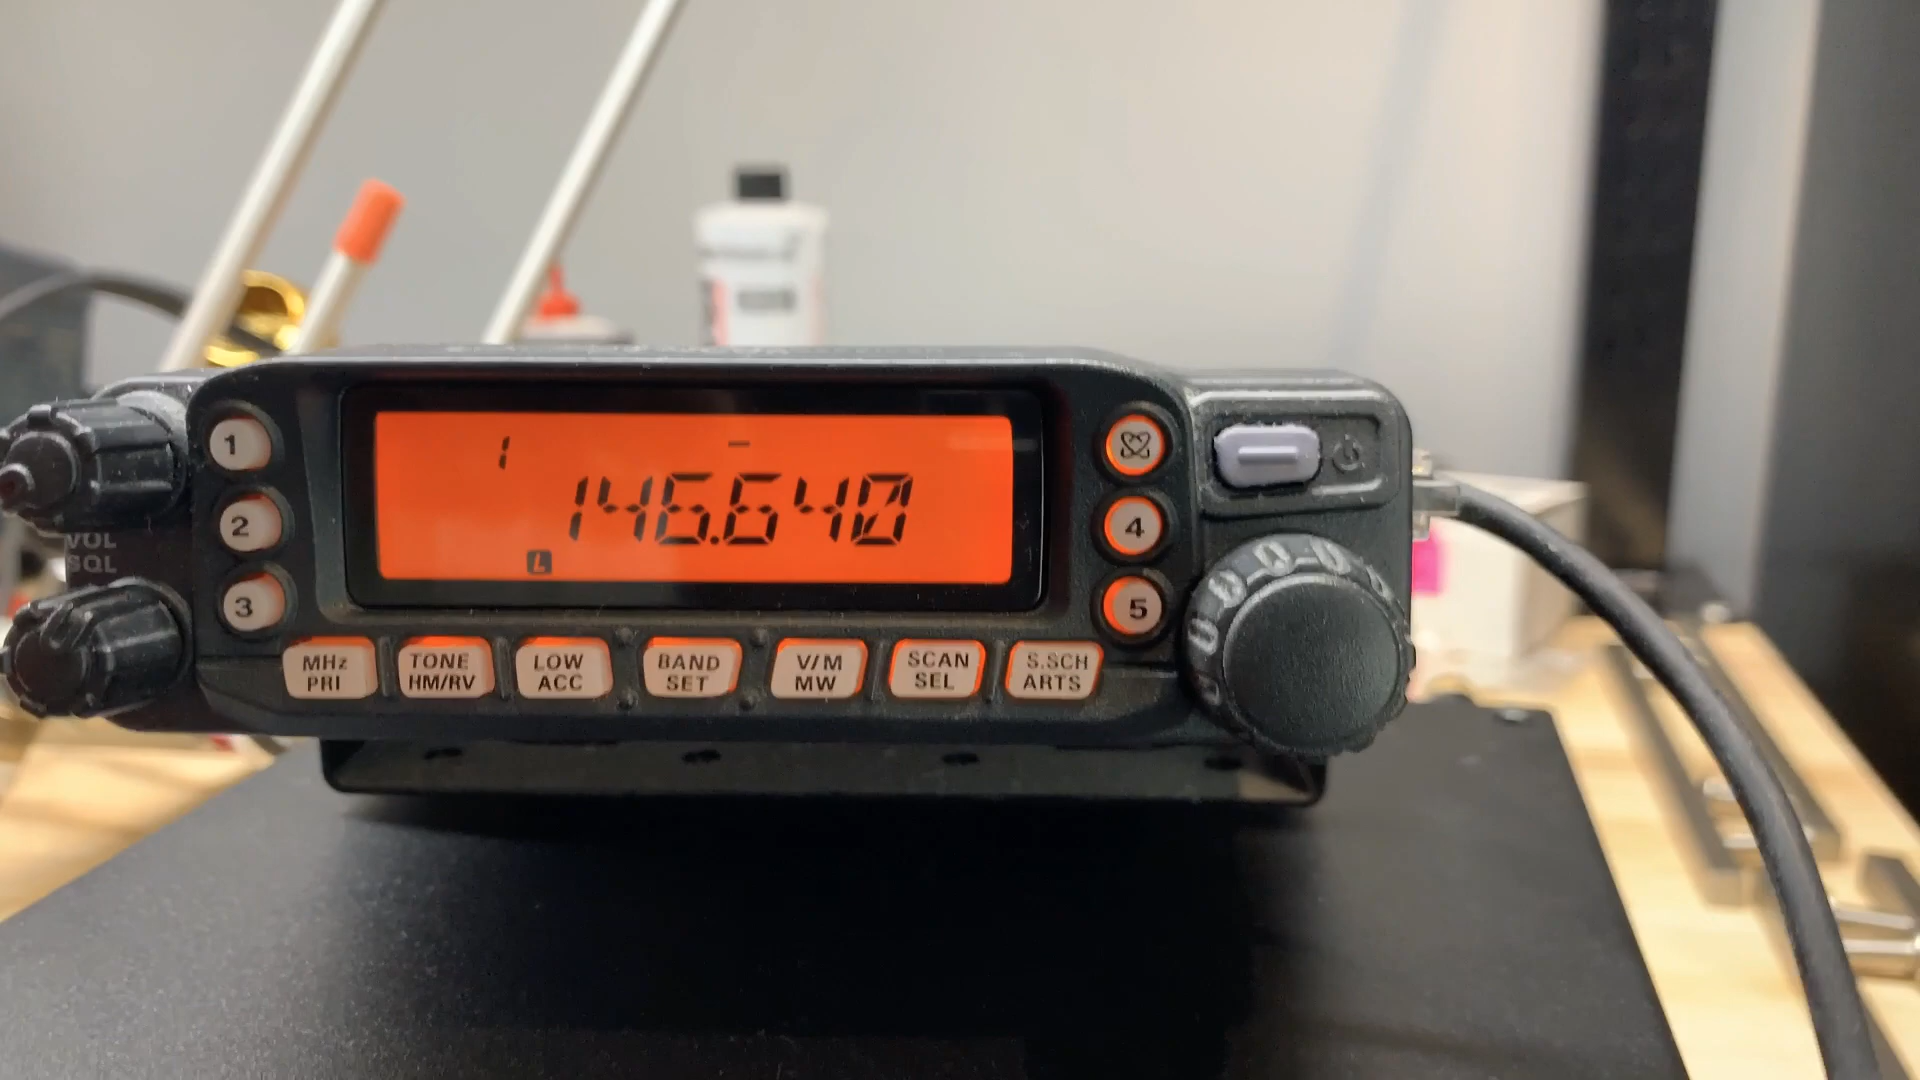 1
146.640
L
1
2
3
VOL
SQL
4
5
MHz
PRI
TONE
HM/RV
LOW
ACC
BAND
SET
V/M
MW
SCAN
SEL
S.SCH
ARTS